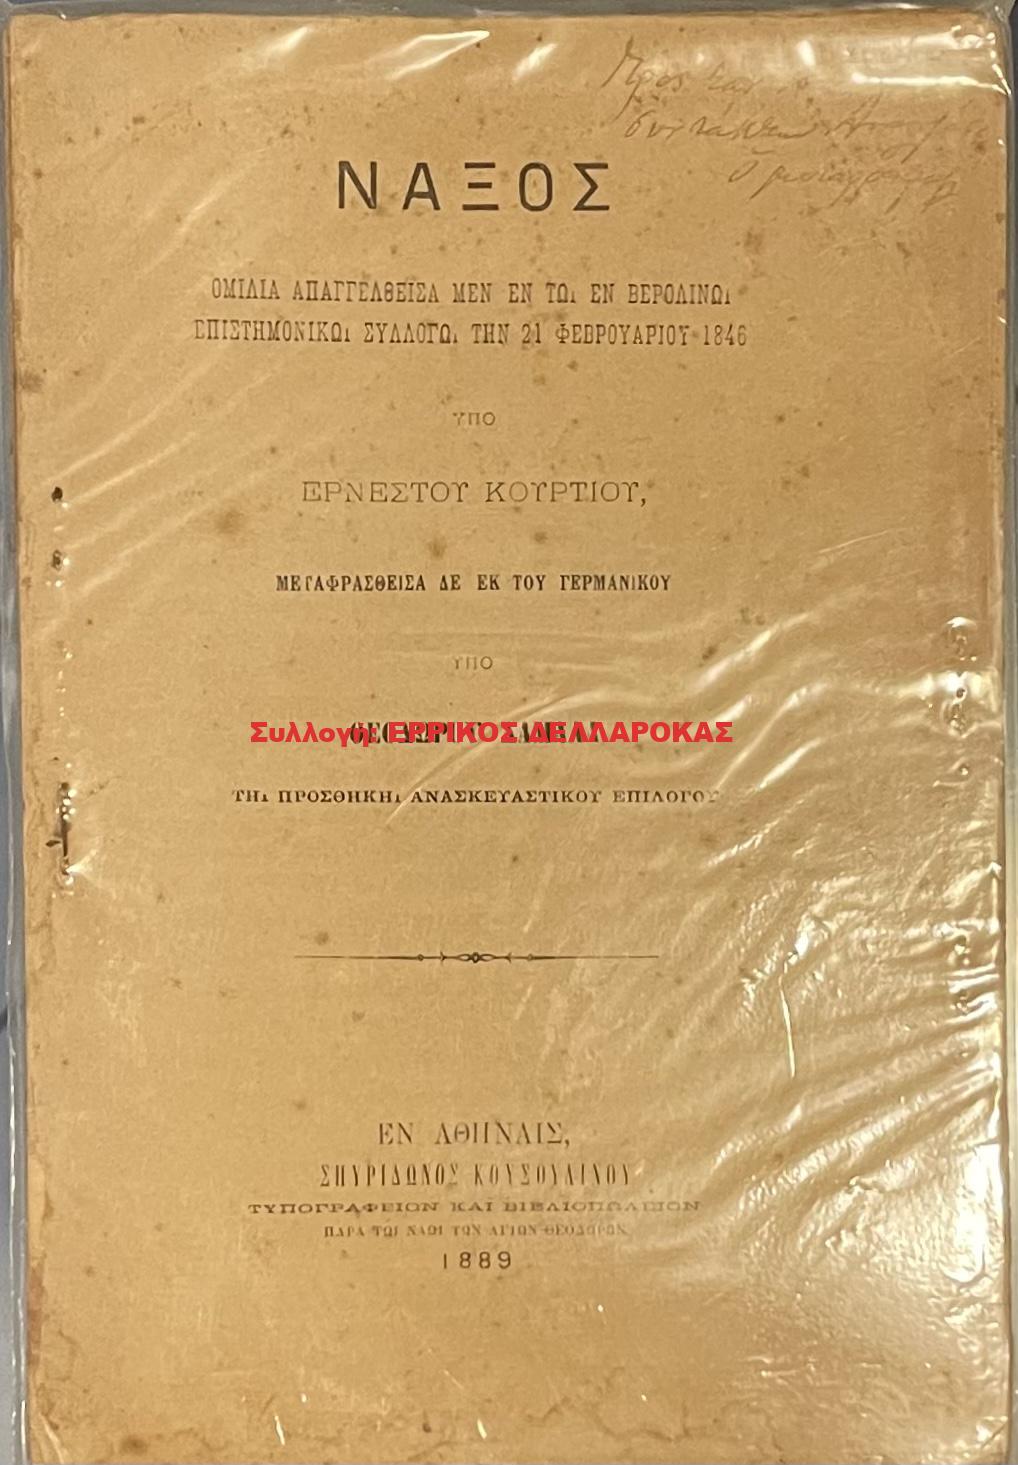 Προς
ΝΑΞΟΣ
ΟΜΙΛΙΑ ΑΠΑΓΓΕΛΘΕΙΣΑ ΜΕΝ ΕΝ ΤΩι ΕΝ ΒΕΡΟΛΙΝΩι
ΕΠΙΣΤΗΜΟΝΙΚΩι ΣΥΛΛΟΓΩι ΤΗΝ 21 ΦΕΒΡΟΥΑΡΙΟΥ 1846
ΥΠΟ
ΕΡΝΕΣΤΟΥ ΚΟΥΡΤΙΟΥ,
ΜΕΤΑΦΡΑΣΘΕΙΣΑ ΔΕ ΕΚ ΤΟΥ ΓΕΡΜΑΝΙΚΟΥ
ΥΠΟ
Συλλογή: ΕΡΡΙΚΟΣ ΔΕΛΛΑΡΟΚΑΣ
ΤΗι ΠΡΟΣΘΗΚΗι ΑΝΑΣΚΕΥΑΣΤΙΚΟΥ ΕΠΙΛΟΓΟΥ
ΕΝ ΑΘΗΝΑΙΣ,
ΣΠΥΡΙΔΩΝΟΣ ΚΟΥΣΟΥΛΙΝΟΥ
ΤΥΠΟΓΡΑΦΕΙΟΝ ΚΑΙ ΒΙΒΛΙΟΠΩΛΕΙΟΝ
ΠΑΡΑ ΤΩι ΝΑΩι ΤΩΝ ΑΓΙΩΝ ΘΕΟΔΩΡΩΝ
1889